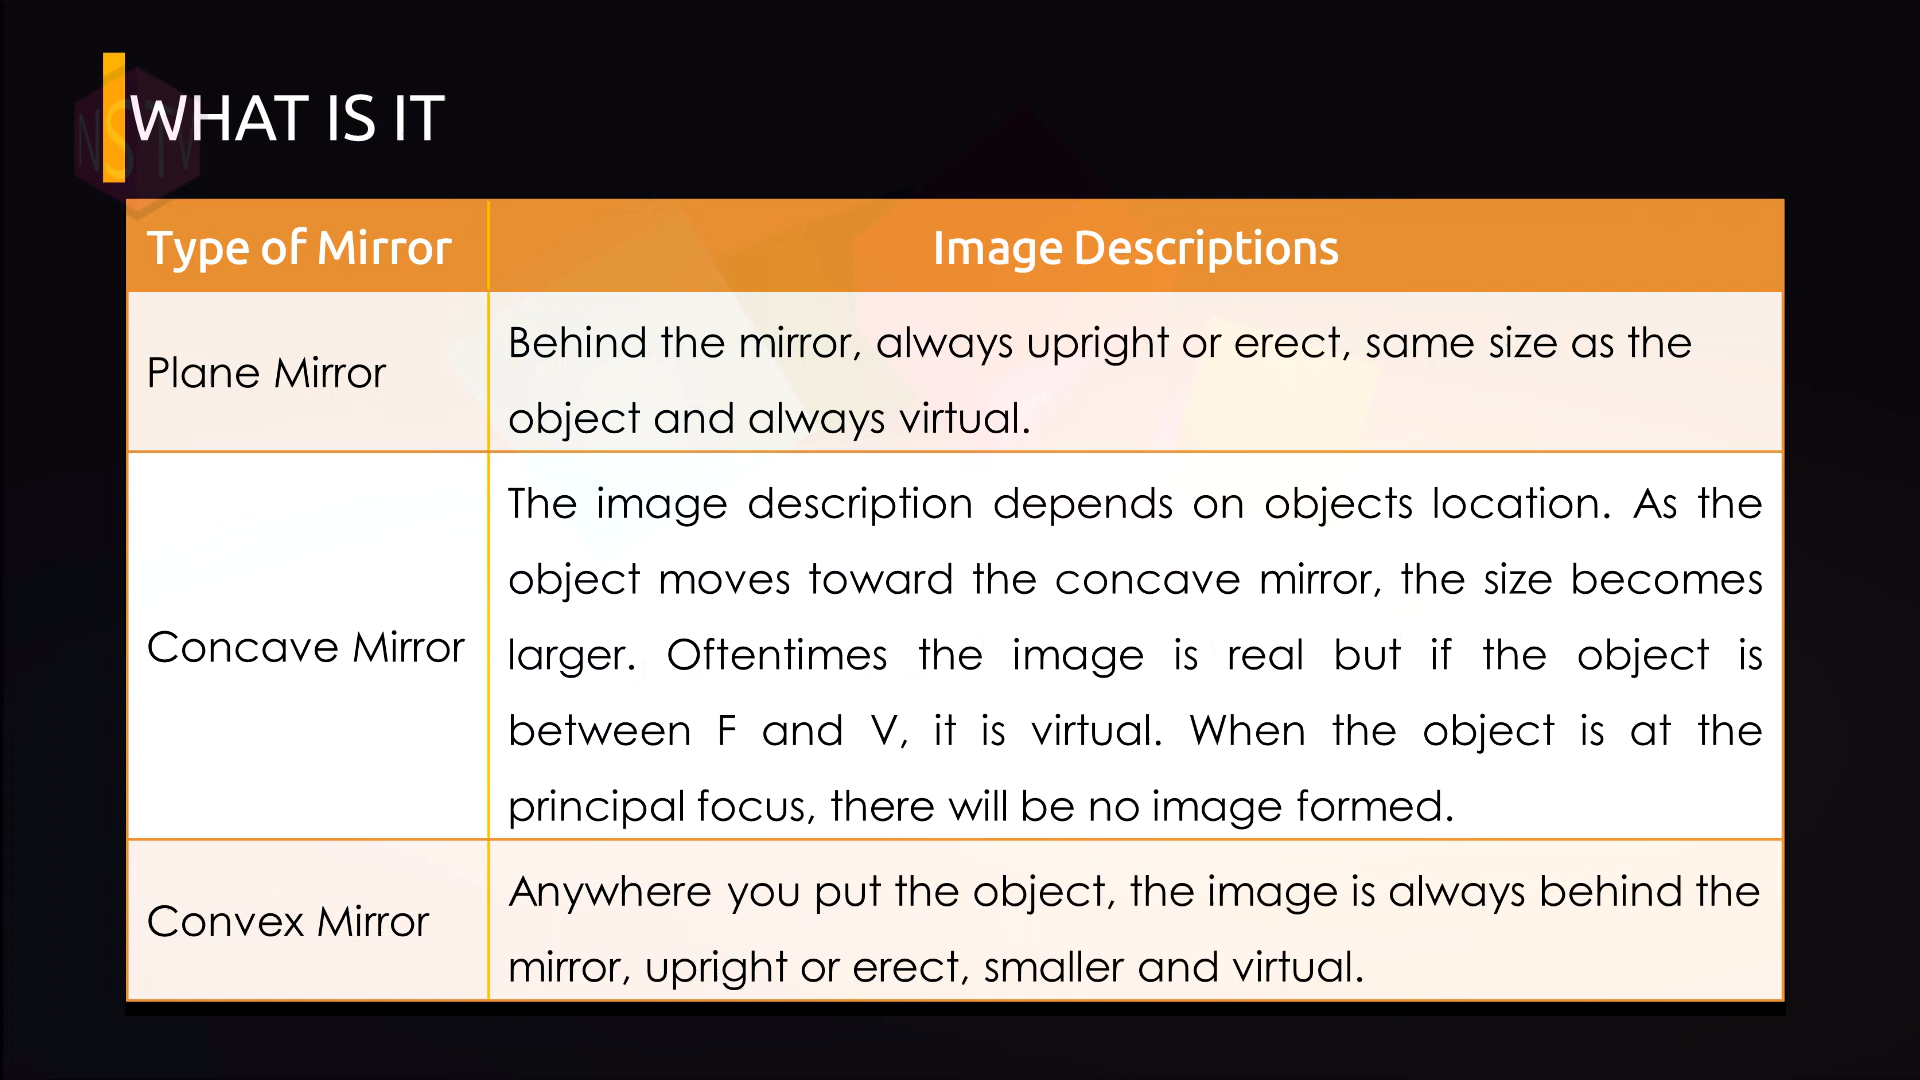 NSTV
WHAT IS IT
Type of Mirror
Image Descriptions
Plane Mirror
Behind the mirror, always upright or erect, same size as the
object and always virtual.
Concave Mirror
The image description depends on objects location. As the
object moves toward the concave mirror, the size becomes
larger. Oftentimes the image is real but if the object is
between F and V, it is virtual. When the object is at the
principal focus, there will be no image formed.
Convex Mirror
Anywhere you put the object, the image is always behind the
mirror, upright or erect, smaller and virtual.